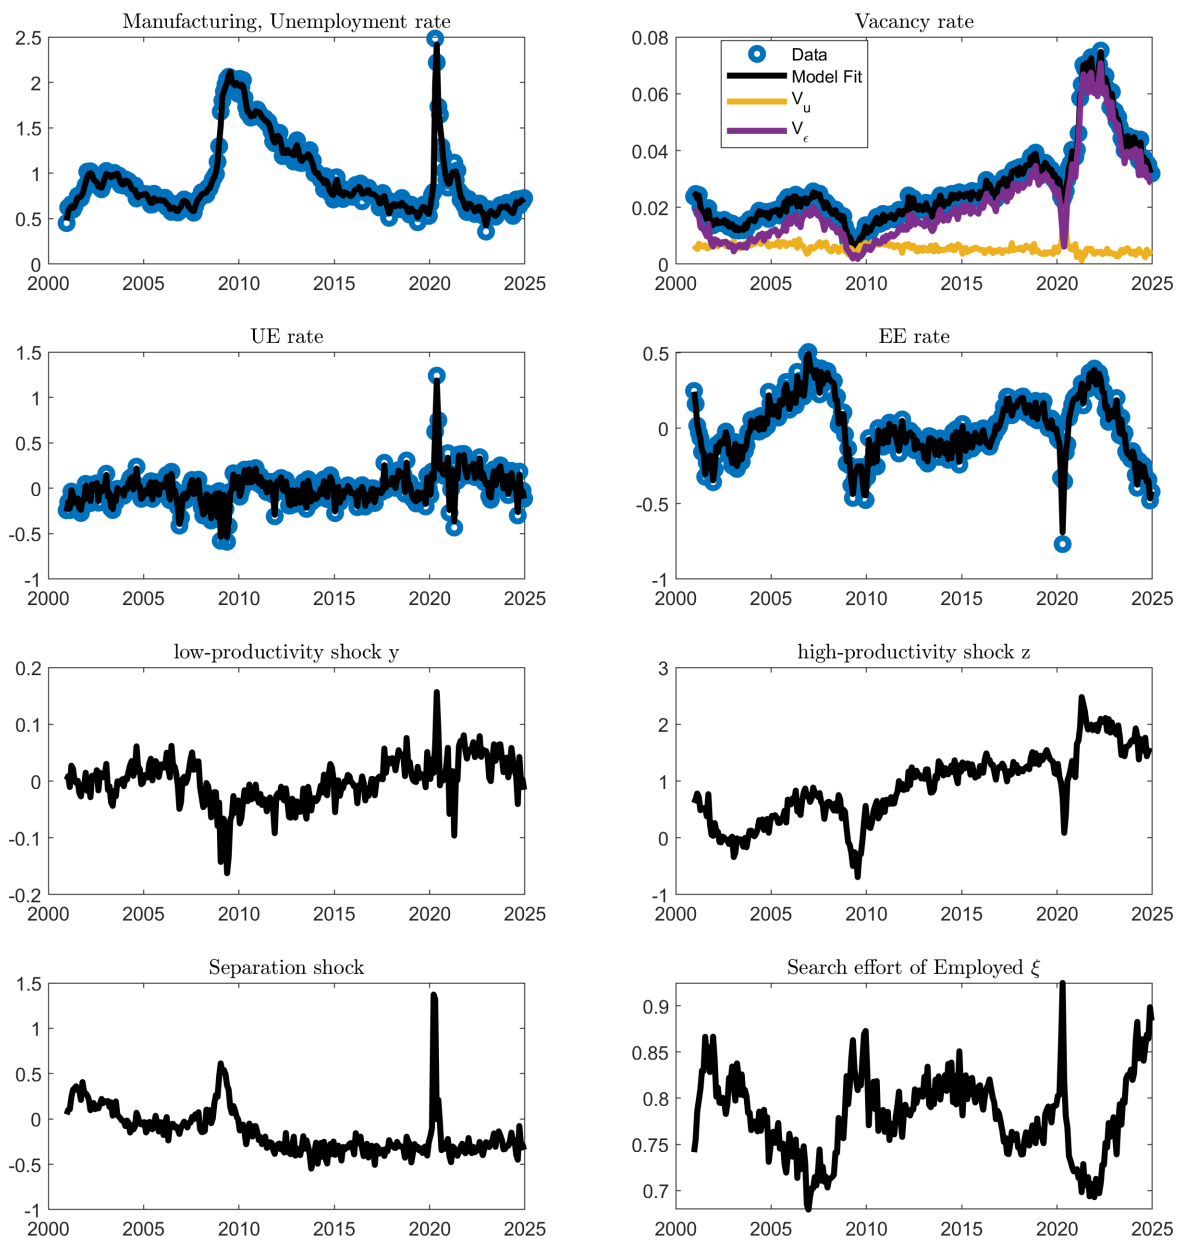 Manufacturing, Unemployment rate
2.5
2
1.5
1
0.5
0
2000 2005 2010 2015 2020 2025
Vacancy rate
0.08
0.06
0.04
0.02
0
2000 2005 2010 2015 2020 2025
Data
Model Fit
V_u
V_ϵ
UE rate
1.5
1
0.5
0
-0.5
-1
2000 2005 2010 2015 2020 2025
EE rate
0.5
0
-0.5
-1
2000 2005 2010 2015 2020 2025
low-productivity shock y
0.2
0.1
0
-0.1
-0.2
2000 2005 2010 2015 2020 2025
high-productivity shock z
3
2
1
0
-1
2000 2005 2010 2015 2020 2025
Separation shock
1.5
1
0.5
0
-0.5
-1
2000 2005 2010 2015 2020 2025
Search effort of Employed ξ
0.9
0.85
0.8
0.75
0.7
2000 2005 2010 2015 2020 2025